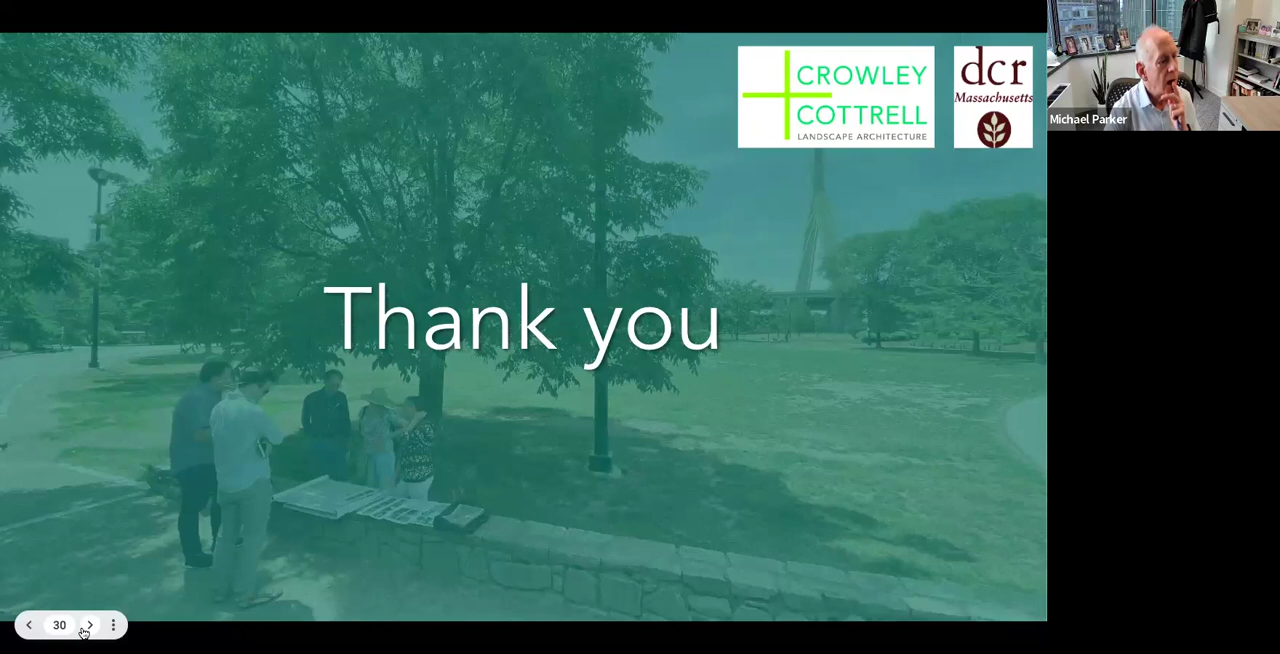 CROWLEY
COTTRELL
LANDSCAPE ARCHITECTURE
dcr
Massachusetts
Michael Parker
Thank you
30